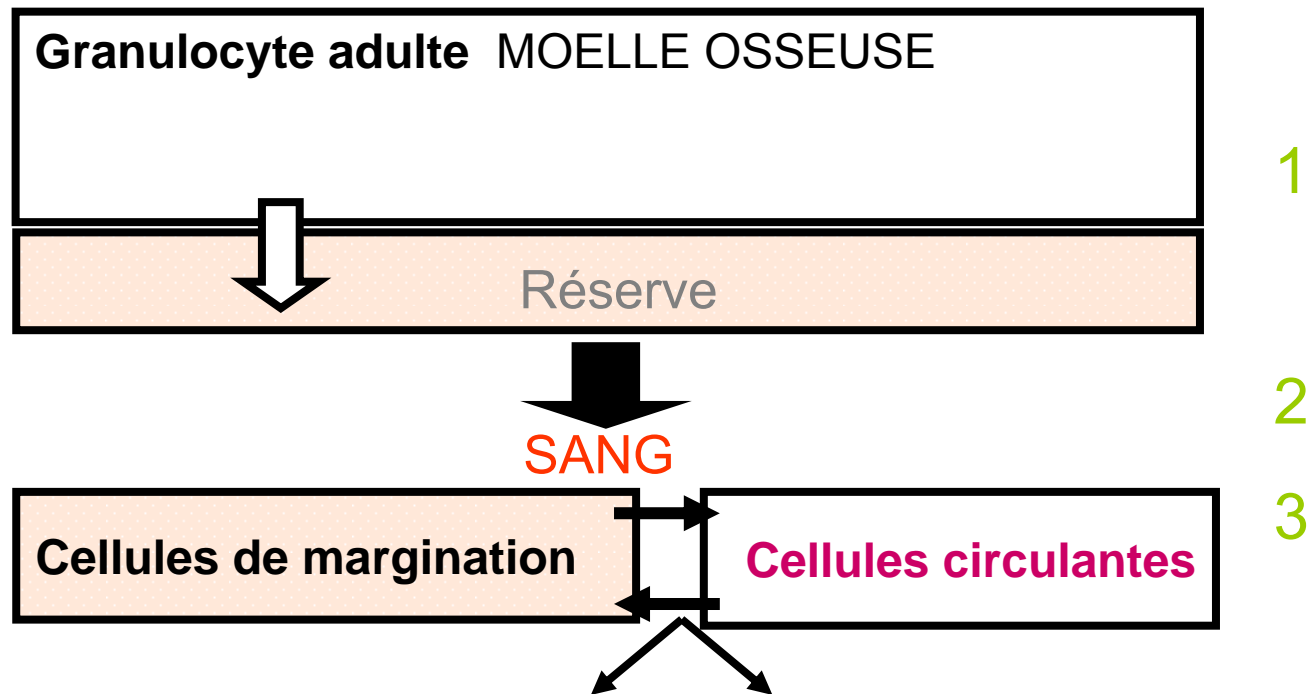 Granulocyte adulte MOELLE OSSEUSE
1
Réserve
2
SANG
3
Cellules de margination
Cellules circulantes